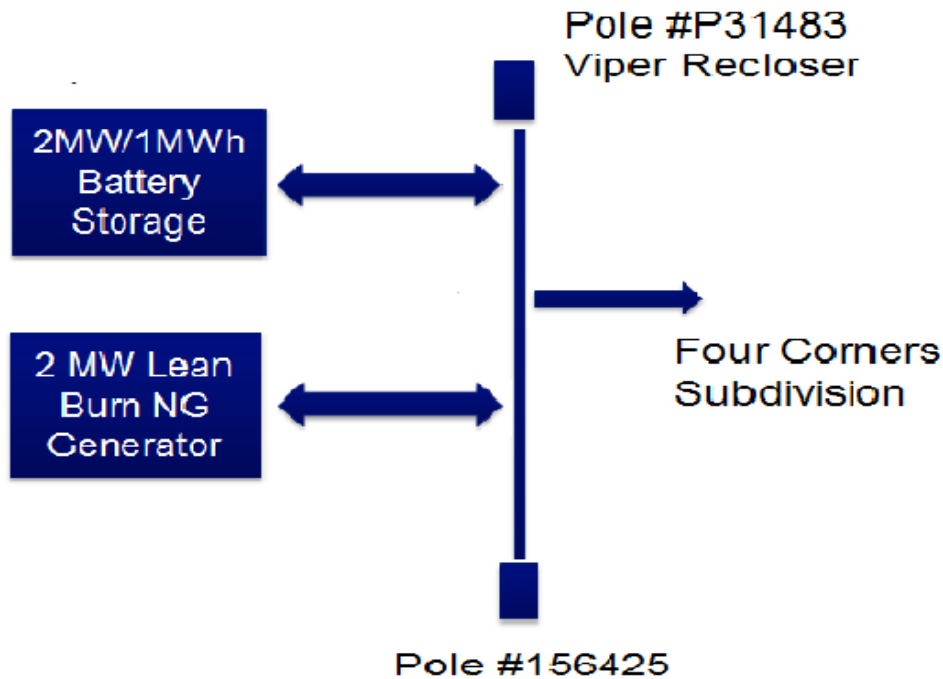 Pole #P31483
Viper Recloser
2MW/1MWh
Battery
Storage
2 MW Lean
Burn NG
Generator
Four Corners
Subdivision
Pole #156425